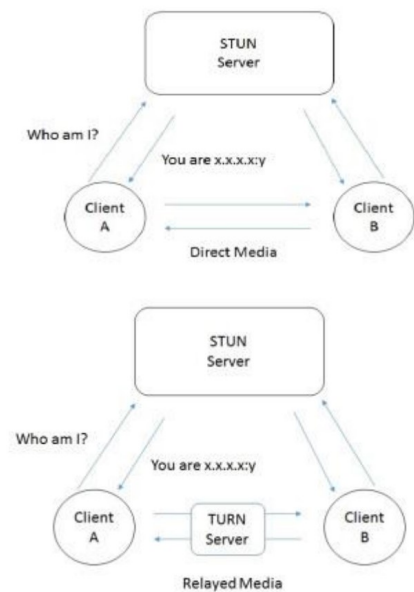 STUN
Server
Who am I?
You are x.x.x.x:y
Client
A
Client
B
Direct Media
STUN
Server
Who am I?
You are x.x.x.x:y
Client
A
TURN
Server
Client
B
Relayed Media